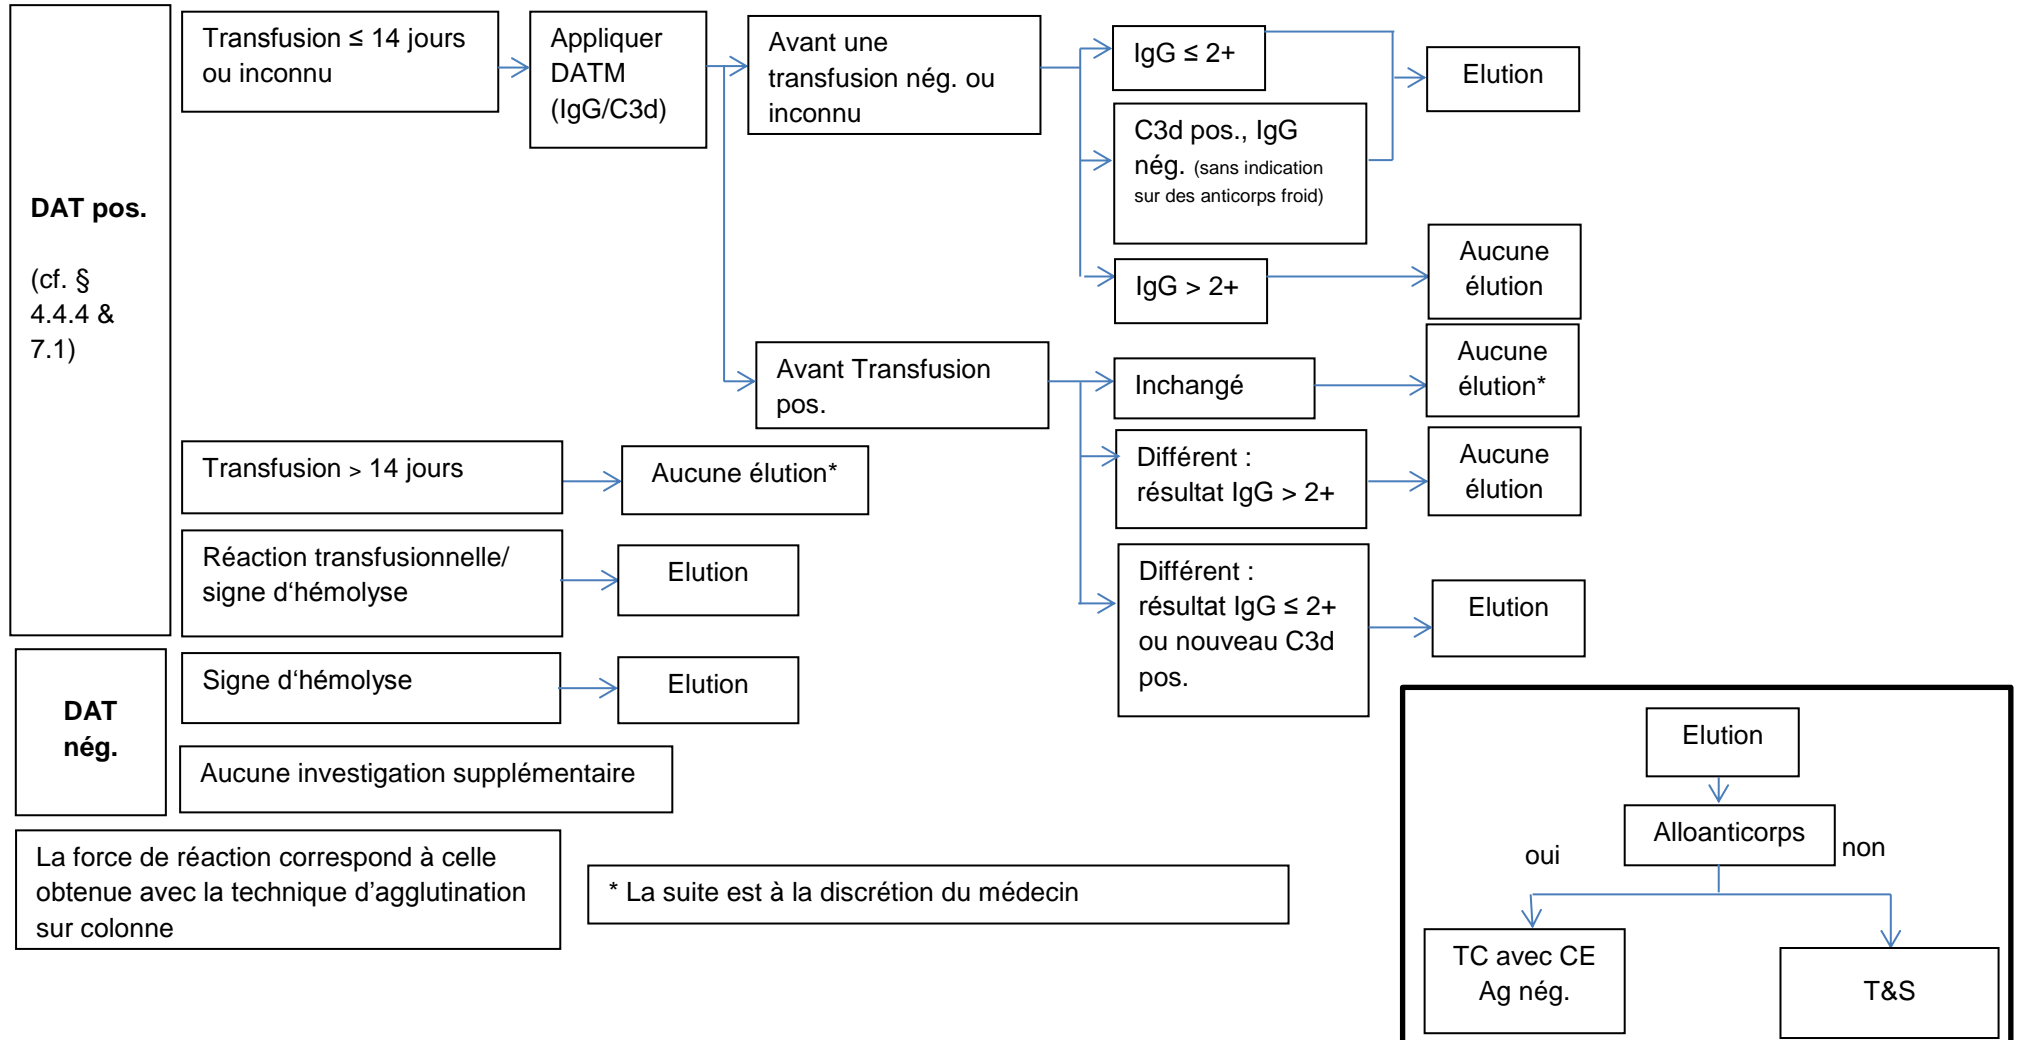 DAT pos.
(cf. §
4.4.4 &
7.1)
Transfusion ≤ 14 jours
ou inconnu
Appliquer
DATM
(IgG/C3d)
Avant une
transfusion nég. ou
inconnu
IgG ≤ 2+
Elution
C3d pos., IgG
nég. (sans indication
sur des anticorps froid)
IgG > 2+
Aucune
élution
Avant Transfusion
pos.
Inchangé
Aucune
élution*
Différent :
résultat IgG > 2+
Aucune
élution
Différent :
résultat IgG ≤ 2+
ou nouveau C3d
pos.
Elution
Transfusion > 14 jours
Aucune élution*
Réaction transfusionnelle/
signe d‘hémolyse
Elution
DAT
nég.
Signe d‘hémolyse
Elution
Aucune investigation supplémentaire
La force de réaction correspond à celle
obtenue avec la technique d’agglutination
sur colonne
* La suite est à la discrétion du médecin
Elution
Alloanticorps
oui
non
TC avec CE
Ag nég.
T&S